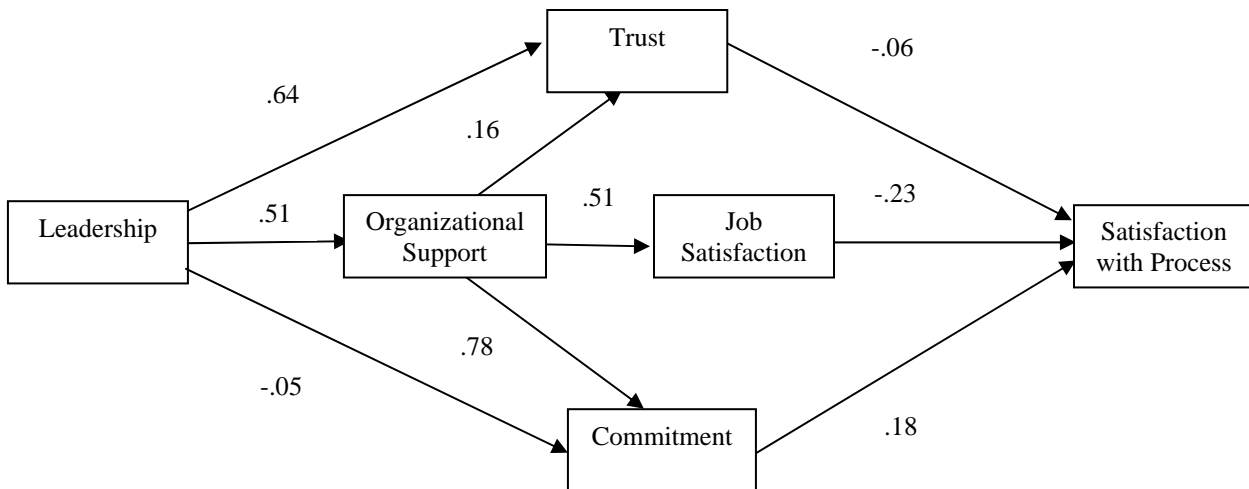 Trust
-.06
.64
.16
Leadership
.51
Organizational
Support
.51
Job
Satisfaction
-.23
Satisfaction
with Process
.78
-.05
Commitment
.18